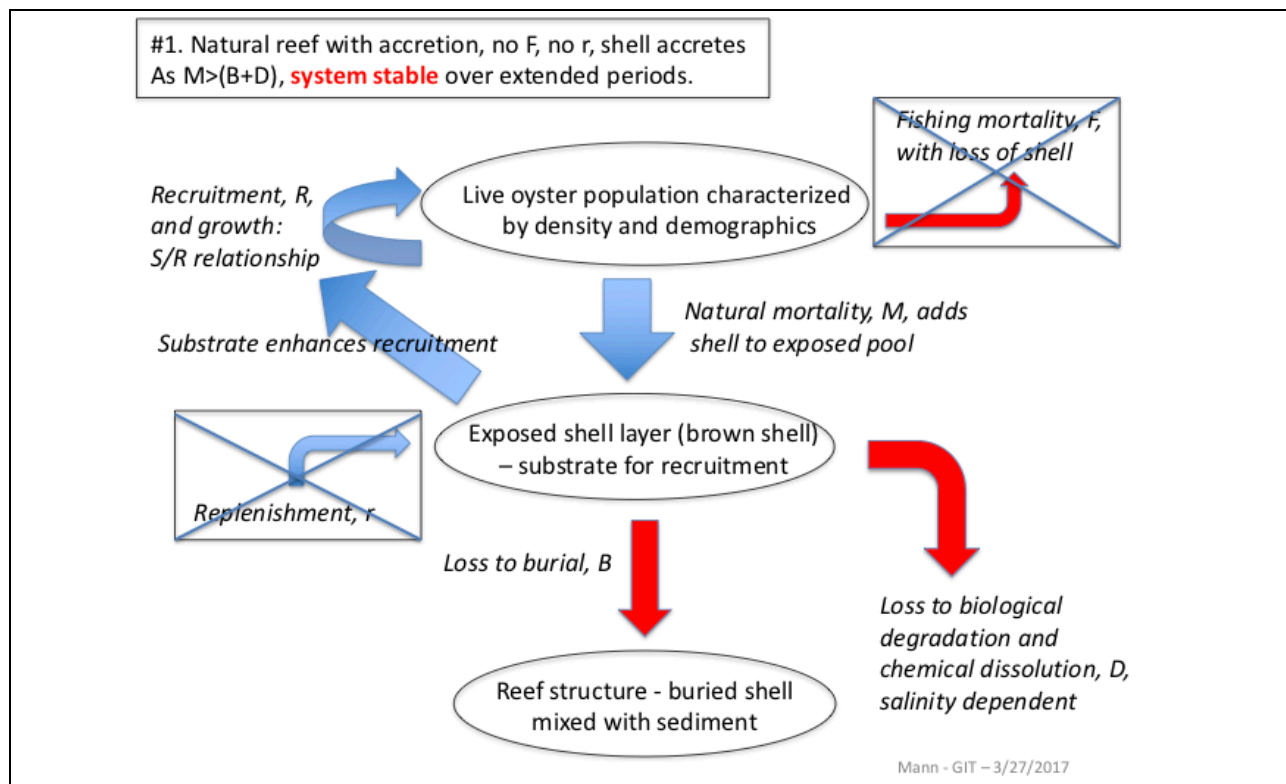 #1. Natural reef with accretion, no F, no r, shell accretes
As M>(B+D), system stable over extended periods.
Fishing mortality, F,
with loss of shell
Recruitment, R,
and growth:
S/R relationship
Live oyster population characterized
by density and demographics
Natural mortality, M, adds
shell to exposed pool
Substrate enhances recruitment
Exposed shell layer (brown shell)
– substrate for recruitment
Replenishment, r
Loss to burial, B
Loss to biological
degradation and
chemical dissolution, D,
salinity dependent
Reef structure - buried shell
mixed with sediment
Mann - GIT – 3/27/2017